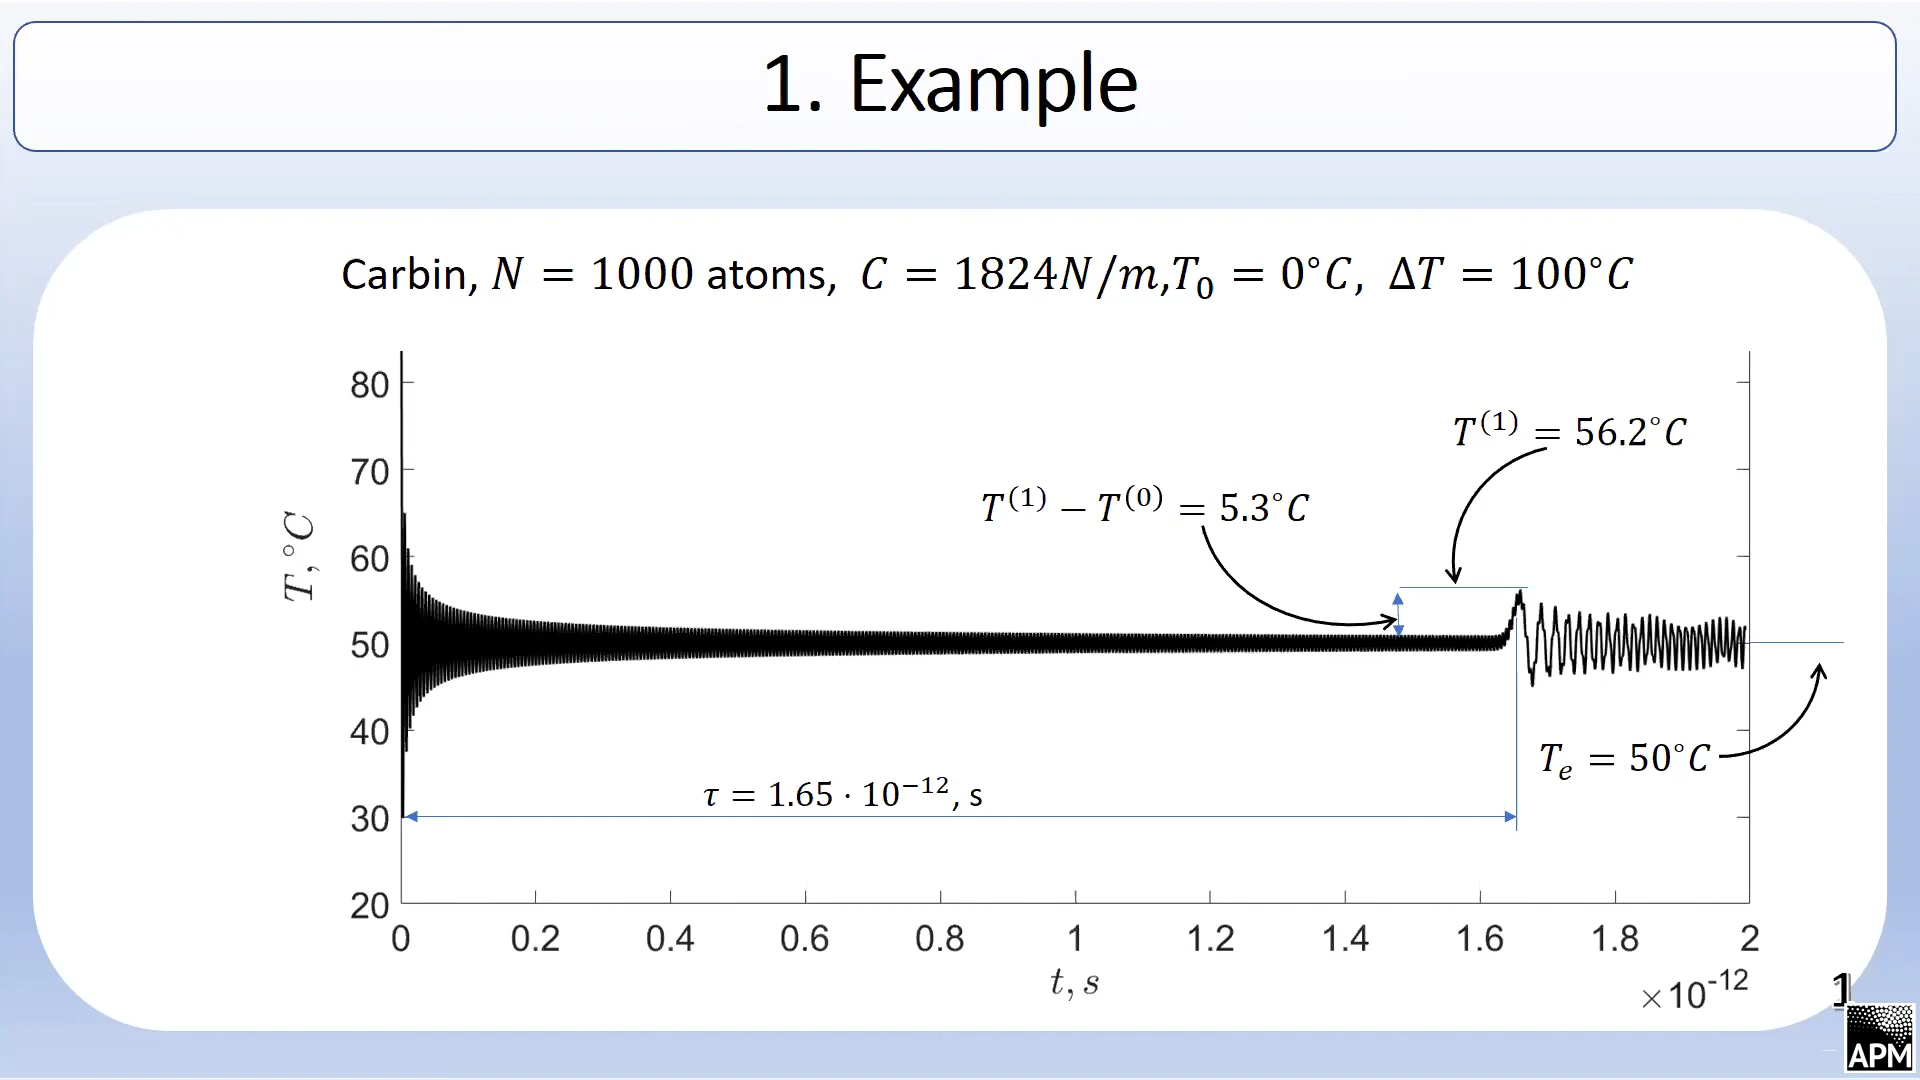 1. Example
Carbin, N = 1000 atoms, C = 1824N/m,T₀ = 0°C, ΔT = 100°C
T⁽¹⁾ = 56.2°C
T⁽¹⁾ − T⁽⁰⁾ = 5.3°C
Tₑ = 50°C
τ = 1.65 · 10⁻¹², s
T, °C
80
70
60
50
40
30
20
0 0.2 0.4 0.6 0.8 1 1.2 1.4 1.6 1.8 2
t, s
×10⁻¹²
1
APM